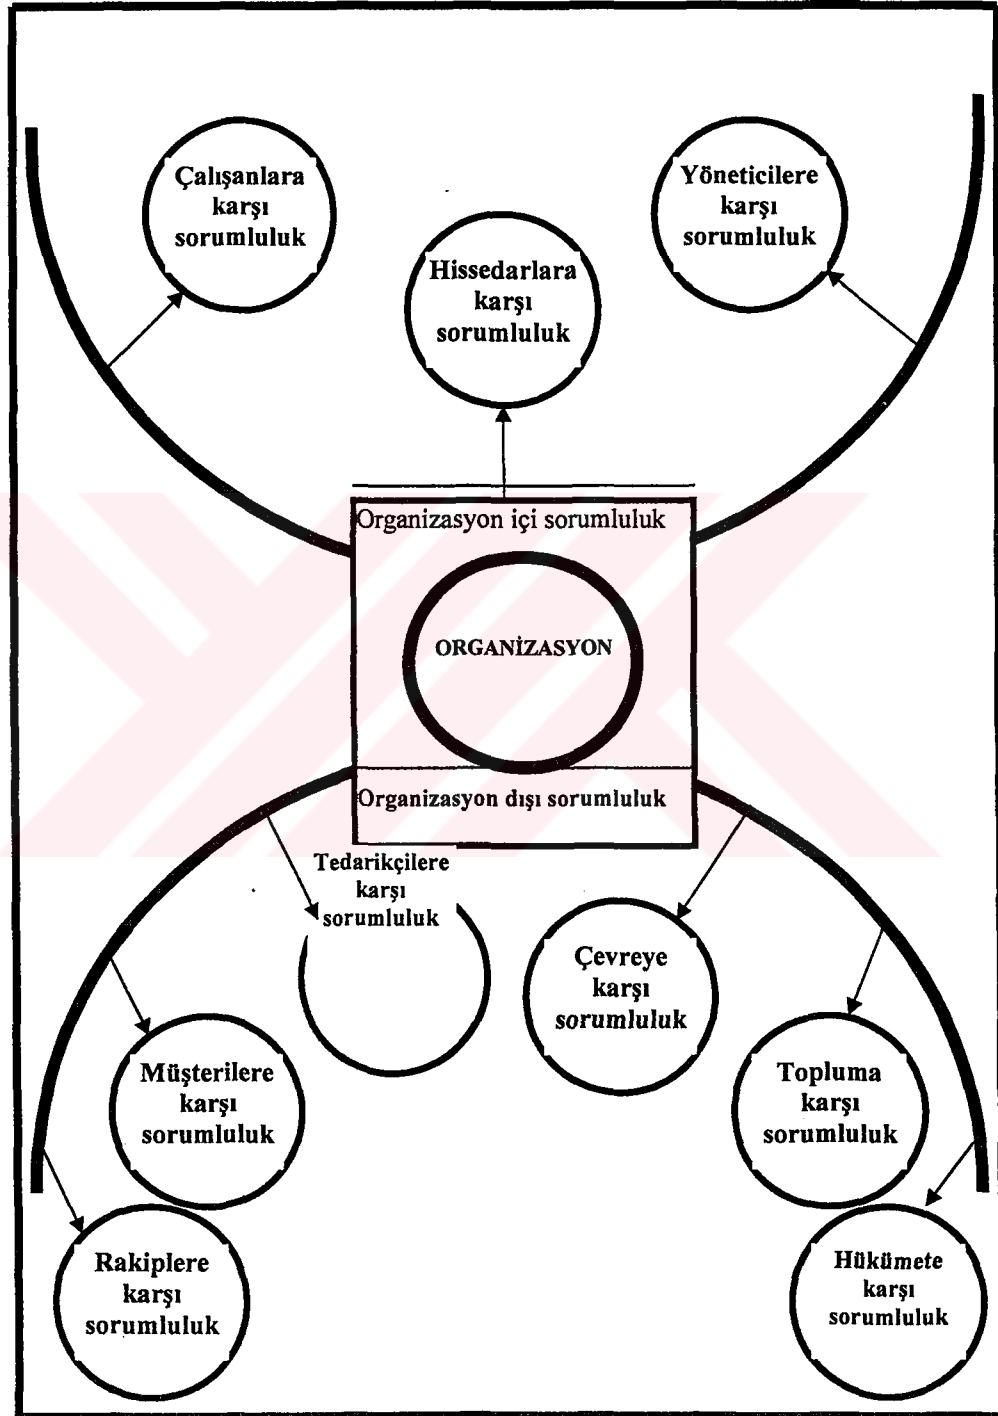 Çalışanlara
karşı
sorumluluk
Hissedarlara
karşı
sorumluluk
Yöneticilere
karşı
sorumluluk
Organizasyon içi sorumluluk
ORGANİZASYON
Organizasyon dışı sorumluluk
Tedarikçilere
karşı
sorumluluk
Çevreye
karşı
sorumluluk
Müşterilere
karşı
sorumluluk
Topluma
karşı
sorumluluk
Rakiplere
karşı
sorumluluk
Hükümete
karşı
sorumluluk